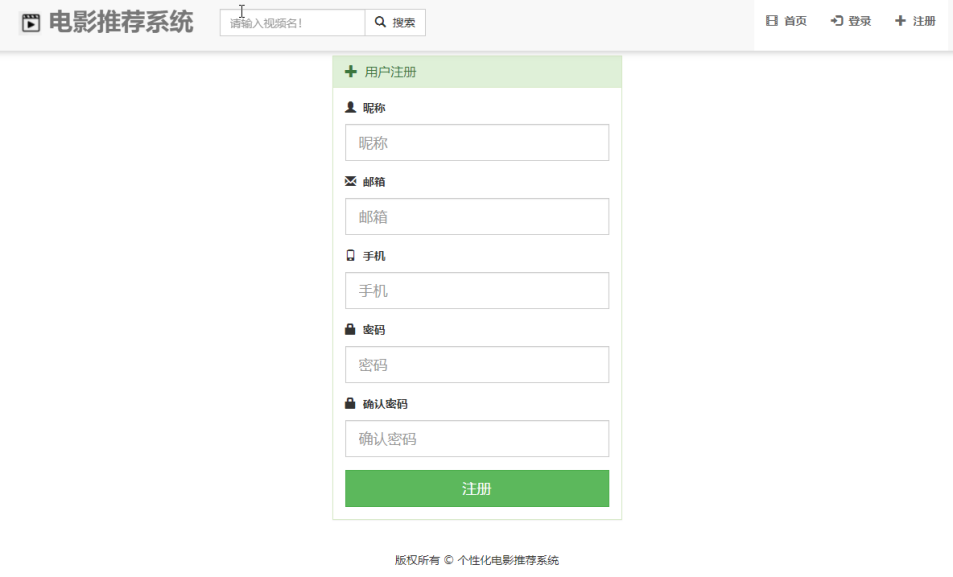 电影推荐系统
请输入视频名!
搜索
首页
登录
注册
用户注册
昵称
昵称
邮箱
邮箱
手机
手机
密码
密码
确认密码
确认密码
注册
版权所有 © 个性化电影推荐系统